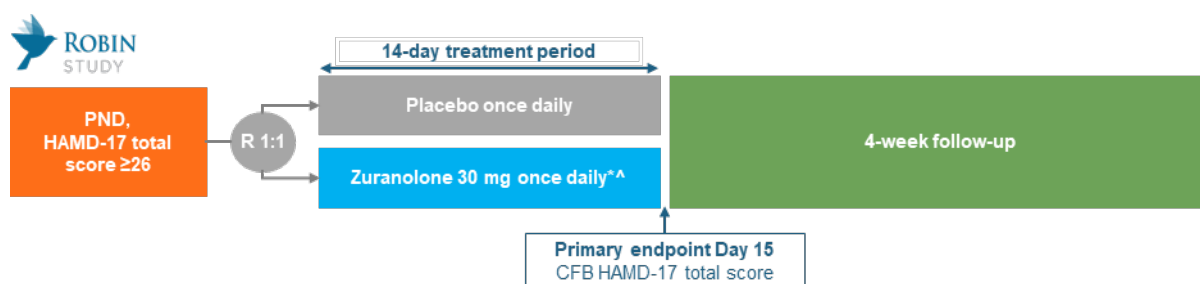 ROBIN
STUDY
14-day treatment period
PND,
HAMD-17 total
score ≥26
R 1:1
Placebo once daily
Zuranolone 30 mg once daily*^
4-week follow-up
Primary endpoint Day 15
CFB HAMD-17 total score